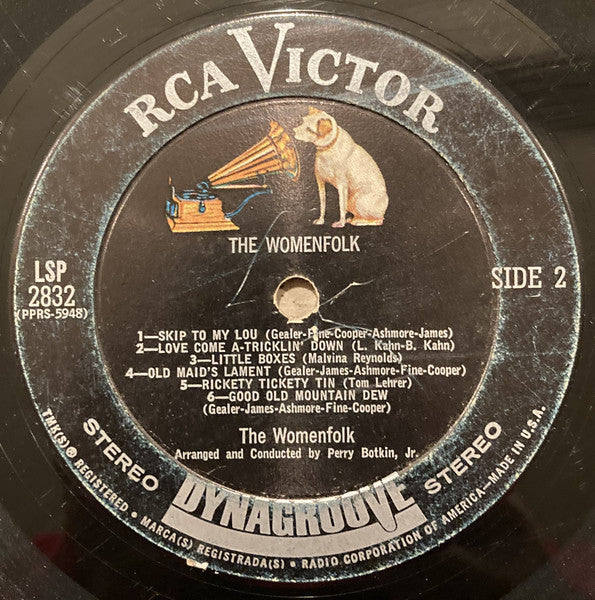 RCA VICTOR
THE WOMENFOLK
LSP
2832
(PPRS-5948)
SIDE 2
1—SKIP TO MY LOU (Gealer-Fine-Cooper-Ashmore-James)
2—LOVE COME A-TRICKLIN' DOWN (L. Kahn-B. Kahn)
3—LITTLE BOXES (Malvina Reynolds)
4—OLD MAID'S LAMENT (Gealer-James-Ashmore-Fine-Cooper)
5—RICKETY TICKETY TIN (Tom Lehrer)
6—GOOD OLD MOUNTAIN DEW
(Gealer-James-Ashmore-Fine-Cooper)
The Womenfolk
Arranged and Conducted by Perry Botkin, Jr.
STEREO
DYNAGROOVE
STEREO
TMK(S)® REGISTERED • MARCA(S) REGISTRADA(S) • RADIO CORPORATION OF AMERICA—MADE IN U.S.A.